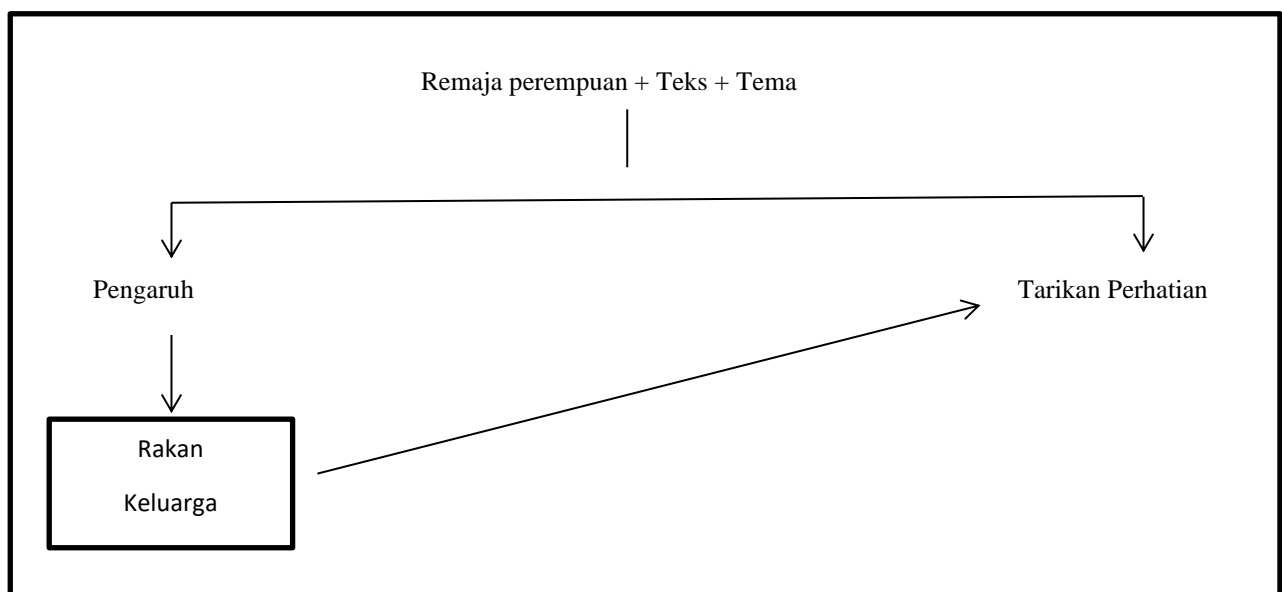 Remaja perempuan + Teks + Tema
Pengaruh
Tarikan Perhatian
Rakan
Keluarga